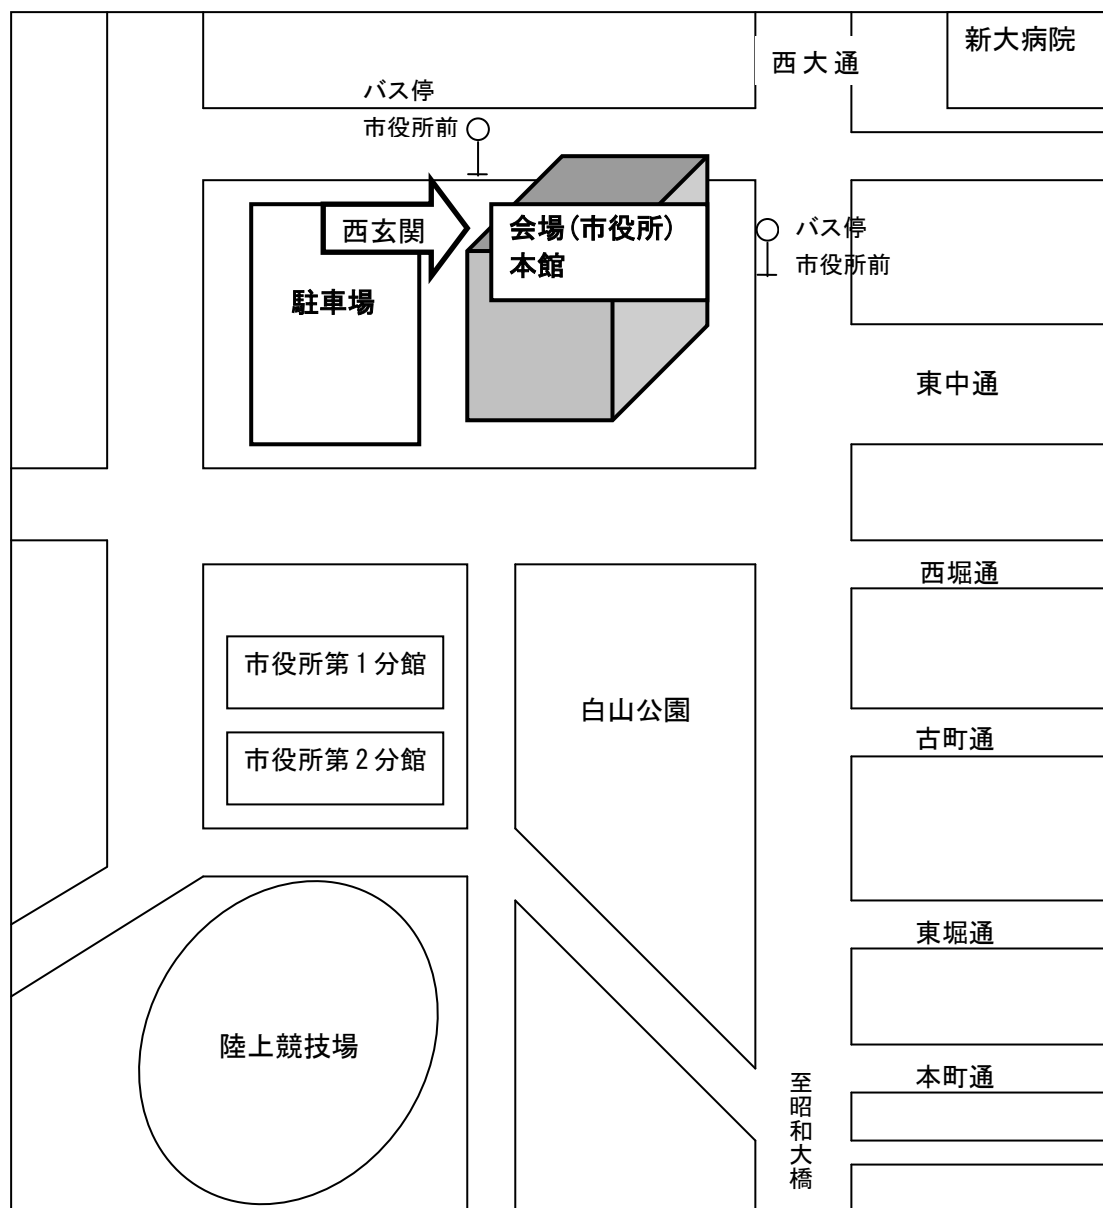 新大病院
西大通
バス停
市役所前
西玄関
会場(市役所)
本館
バス停
市役所前
駐車場
東中通
西堀通
市役所第1分館
白山公園
古町通
市役所第2分館
東堀通
陸上競技場
本町通
至昭和大橋